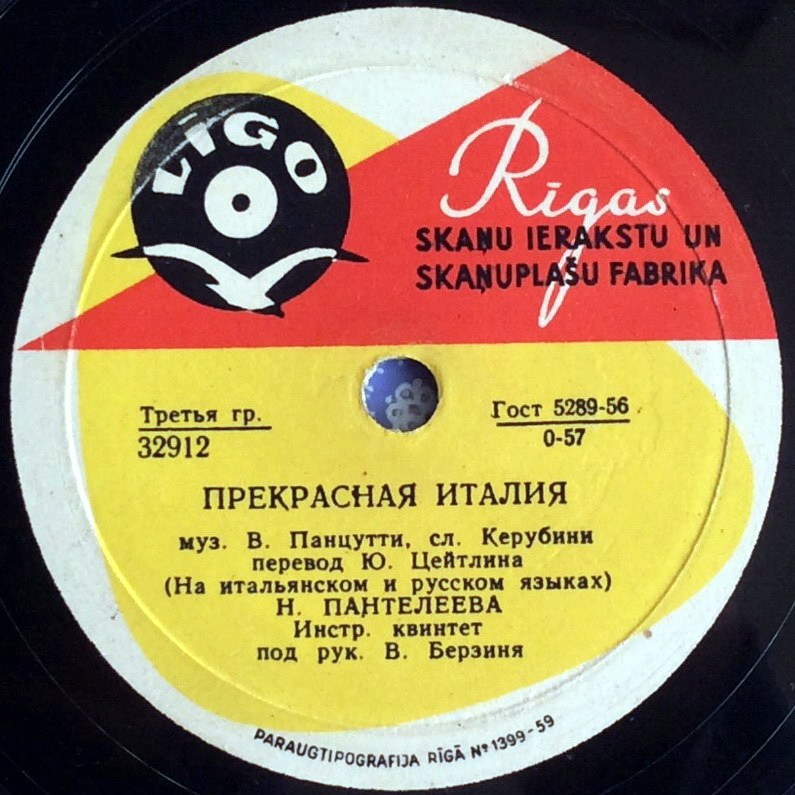 LĪGO
Rīgas
SKAŅU IERAKSTU UN
SKAŅUPLAŠU FABRIKA
Третья гр.
32912
Гост 5289-56
0-57
ПРЕКРАСНАЯ ИТАЛИЯ
муз. В. Панцутти, сл. Керубини
перевод Ю. Цейтлина
(На итальянском и русском языках)
Н. ПАНТЕЛЕЕВА
Инстр. квинтет
под рук. В. Берзиня
PARAUGTIPOGRAFIJA RĪGĀ Nº 1399-59